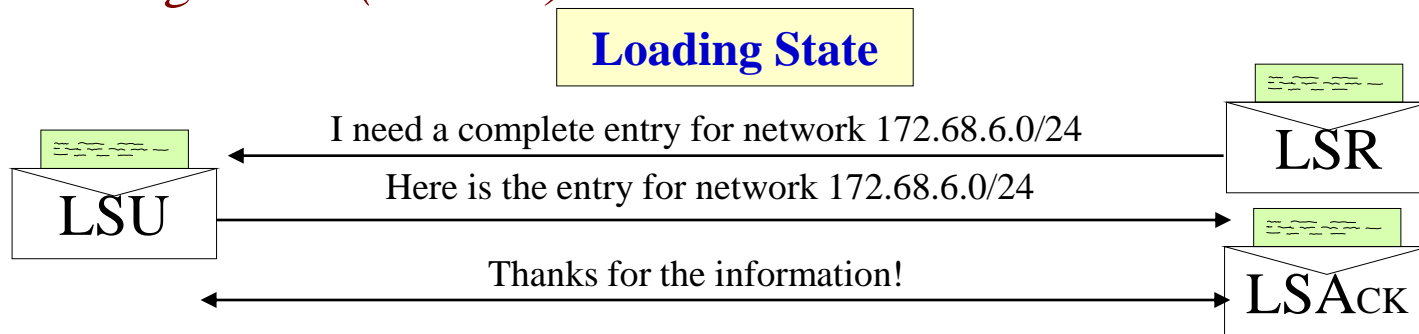 Loading State
I need a complete entry for network 172.68.6.0/24
LSR
Here is the entry for network 172.68.6.0/24
LSU
Thanks for the information!
LSACK